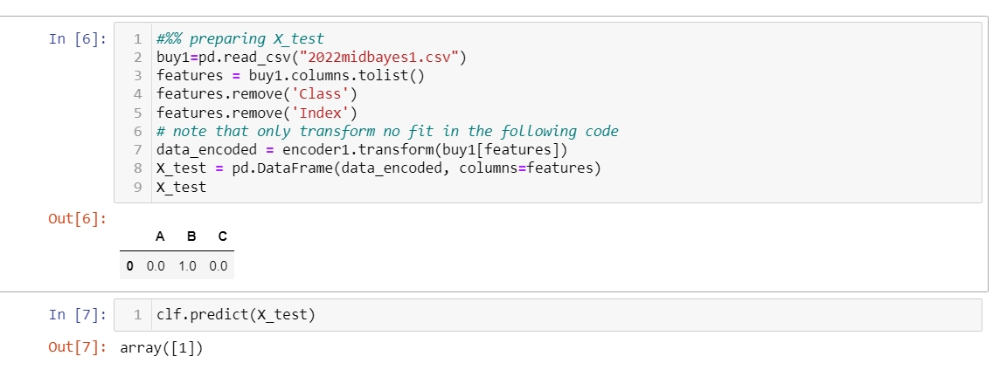 In [6]:
1 #%% preparing X_test
2 buy1=pd.read_csv("2022midbayes1.csv")
3 features = buy1.columns.tolist()
4 features.remove('Class')
5 features.remove('Index')
6 # note that only transform no fit in the following code
7 data_encoded = encoder1.transform(buy1[features])
8 X_test = pd.DataFrame(data_encoded, columns=features)
9 X_test
Out[6]:
A B C
0 0.0 1.0 0.0
In [7]: 1 clf.predict(X_test)
Out[7]: array([1])